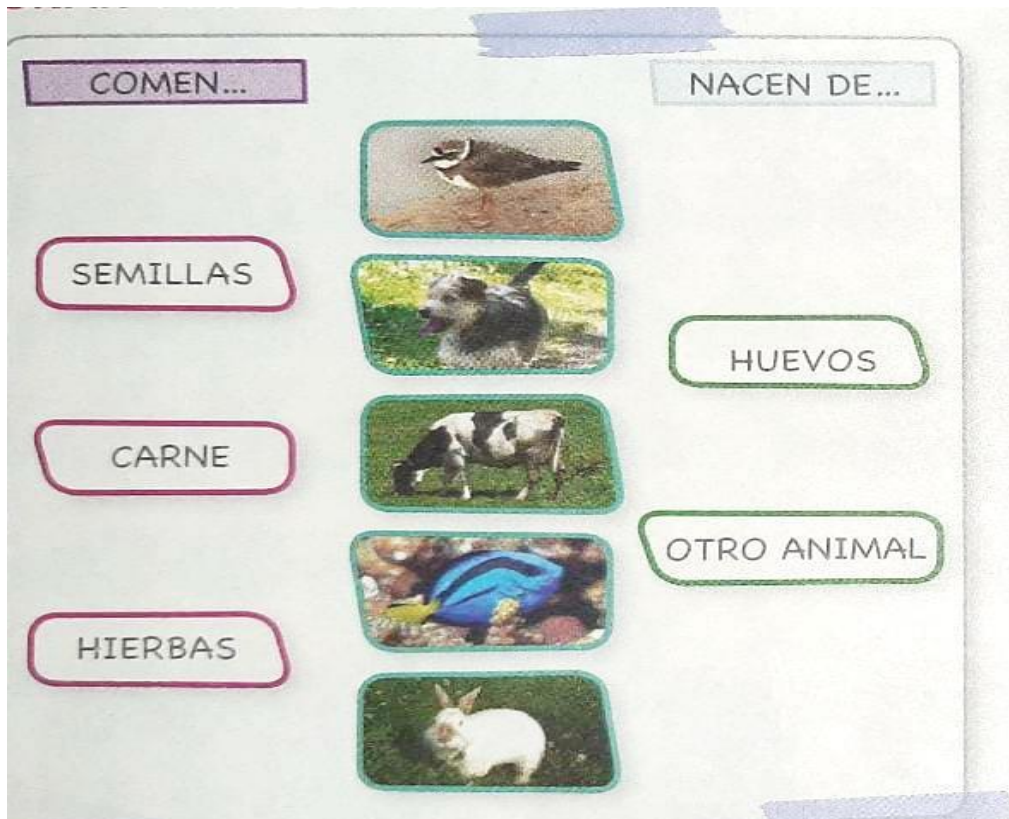 COMEN...
NACEN DE...
SEMILLAS
HUEVOS
CARNE
OTRO ANIMAL
HIERBAS